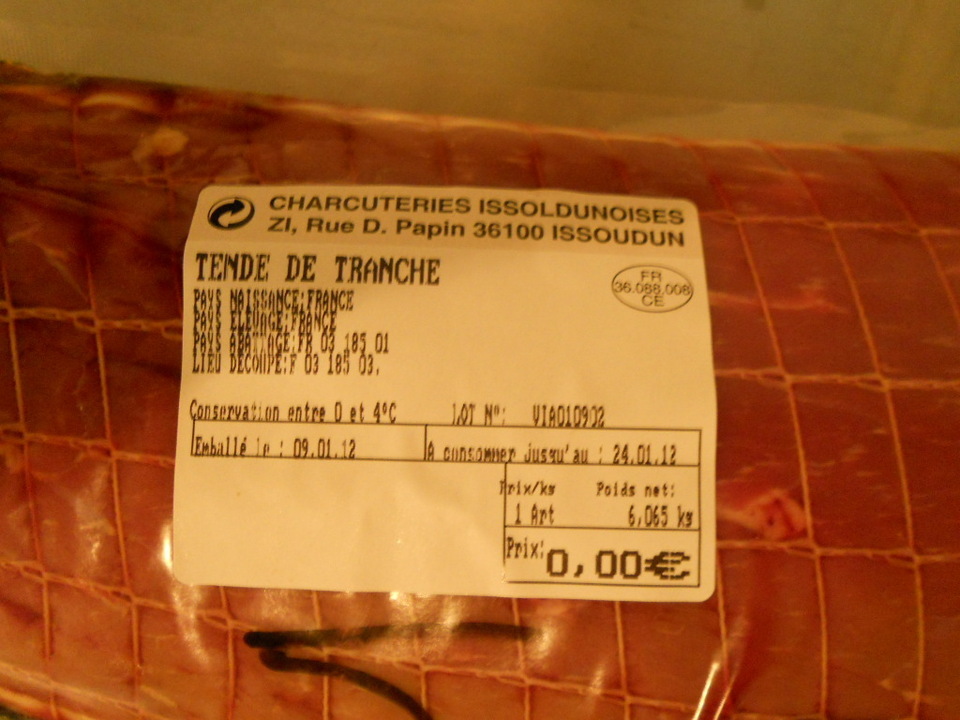 CHARCUTERIES ISSOLDUNOISES
ZI, Rue D. Papin 36100 ISSOUDUN
TENDE DE TRANCHE
FR
36.088.008
CE
PAYS NAISSANCE:FRANCE
PAYS ELEVAGE:FRANCE
PAYS ABATTAGE:FR 03 185 01
LIEU DECOUPE:F 03 185 03.
Conservation entre 0 et 4°C LOT N°: VIA010902
Emballé le : 09.01.12 A consommer jusqu'au : 24.01.12
Prix/kg Poids net:
1 Art 6,065 kg
Prix: 0,00€